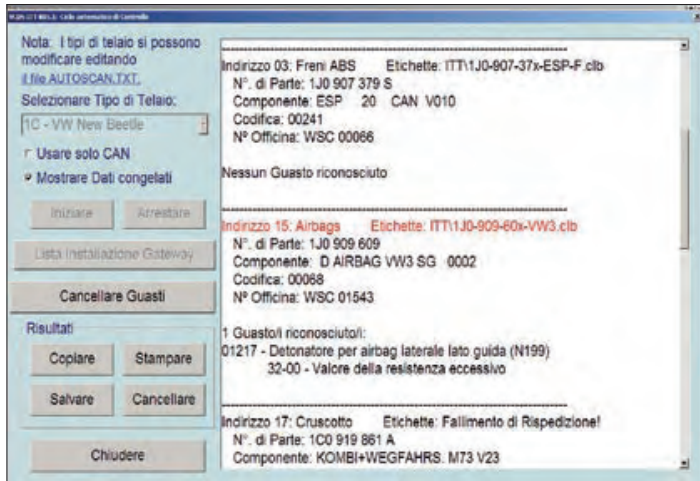 Ciclo automatico di Controllo
Nota: I tipi di telaio si possono
modificare editando
il file AUTOSCAN.TXT.
Selezionare Tipo di Telaio:
1C - VW New Beetle
Usare solo CAN
Mostrare Dati congelati
Iniziare
Arrestare
Lista Installazione Gateway
Cancellare Guasti
Risultati
Copiare
Stampare
Salvare
Cancellare
Chiudere
Indirizzo 03: Freni ABS Etichette: ITT\1J0-907-37x-ESP-F.clb
N°. di Parte: 1J0 907 379 S
Componente: ESP 20 CAN V010
Codifica: 00241
Nº Officina: WSC 00066
Nessun Guasto riconosciuto
Indirizzo 15: Airbags Etichette: ITT\1J0-909-60x-VW3.clb
N°. di Parte: 1J0 909 609
Componente: D AIRBAG VW3 SG 0002
Codifica: 00068
Nº Officina: WSC 01543
1 Guasto/i riconosciuto/i:
01217 - Detonatore per airbag laterale lato guida (N199)
32-00 - Valore della resistenza eccessivo
Indirizzo 17: Cruscotto Etichette: Fallimento di Rispedizione!
N°. di Parte: 1C0 919 861 A
Componente: KOMBI+WEGFAHRS. M73 V23